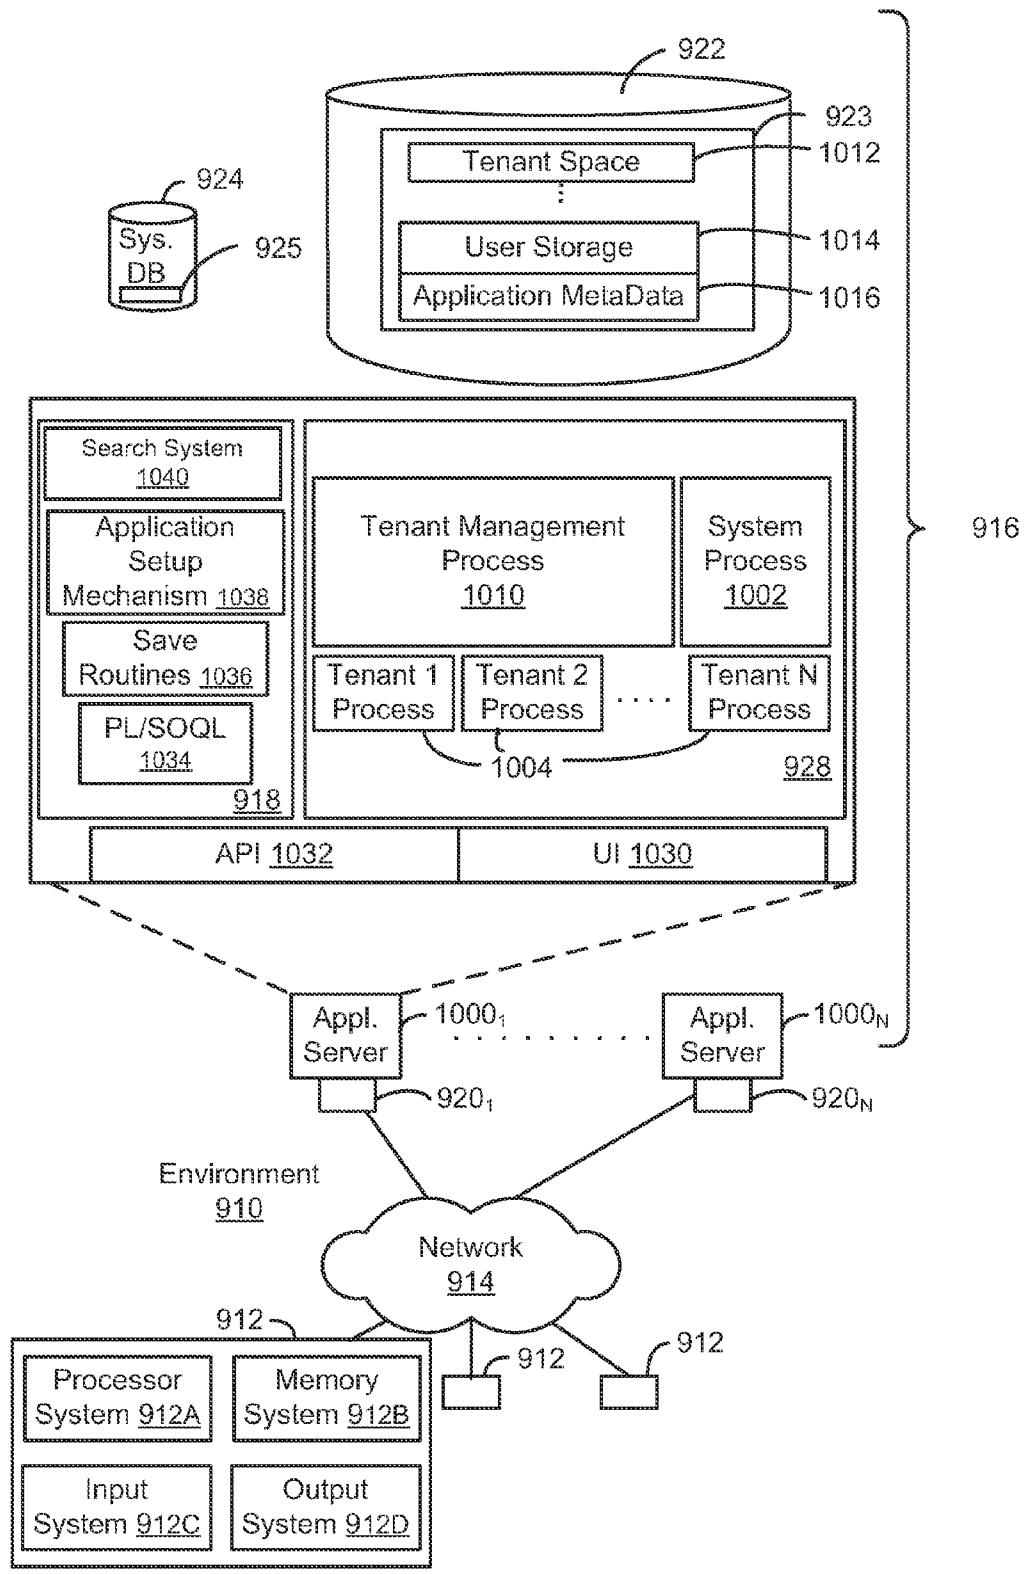 922
923
Tenant Space
1012
924
Sys.
DB
925
User Storage
1014
Application MetaData
1016
916
Search System
1040
Application
Setup
Mechanism 1038
Save
Routines 1036
PL/SOQL
1034
918
Tenant Management
Process
1010
System
Process
1002
Tenant 1
Process
Tenant 2
Process
. . . .
Tenant N
Process
1004
928
API 1032
UI 1030
Appl.
Server
1000₁
. . . . . . . . . .
Appl.
Server
1000ₙ
920₁
920ₙ
Environment
910
Network
914
912
Processor
System 912A
Memory
System 912B
Input
System 912C
Output
System 912D
912
912